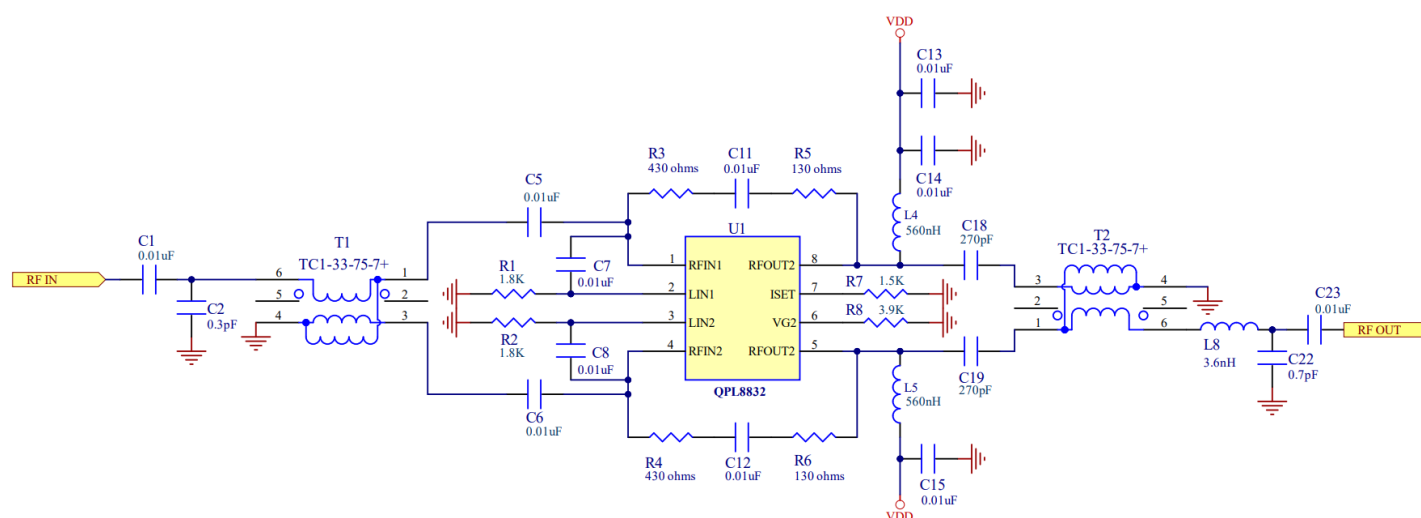 VDD
C13
0.01uF
C14
0.01uF
R3
430 ohms
C11
0.01uF
R5
130 ohms
C5
0.01uF
L4
560nH
C18
270pF
T2
TC1-33-75-7+
U1
C1
0.01uF
T1
TC1-33-75-7+
RF IN
C2
0.3pF
6
5
4
1
2
3
R1
1.8K
C7
0.01uF
R2
1.8K
C8
0.01uF
1
2
3
4
RFIN1
LIN1
LIN2
RFIN2
RFOUT2
ISET
VG2
RFOUT2
8
7
6
5
QPL8832
R7
1.5K
R8
3.9K
3
2
1
4
5
6
C23
0.01uF
RF OUT
L8
3.6nH
C22
0.7pF
C19
270pF
L5
560nH
C6
0.01uF
R4
430 ohms
C12
0.01uF
R6
130 ohms
C15
0.01uF
VDD